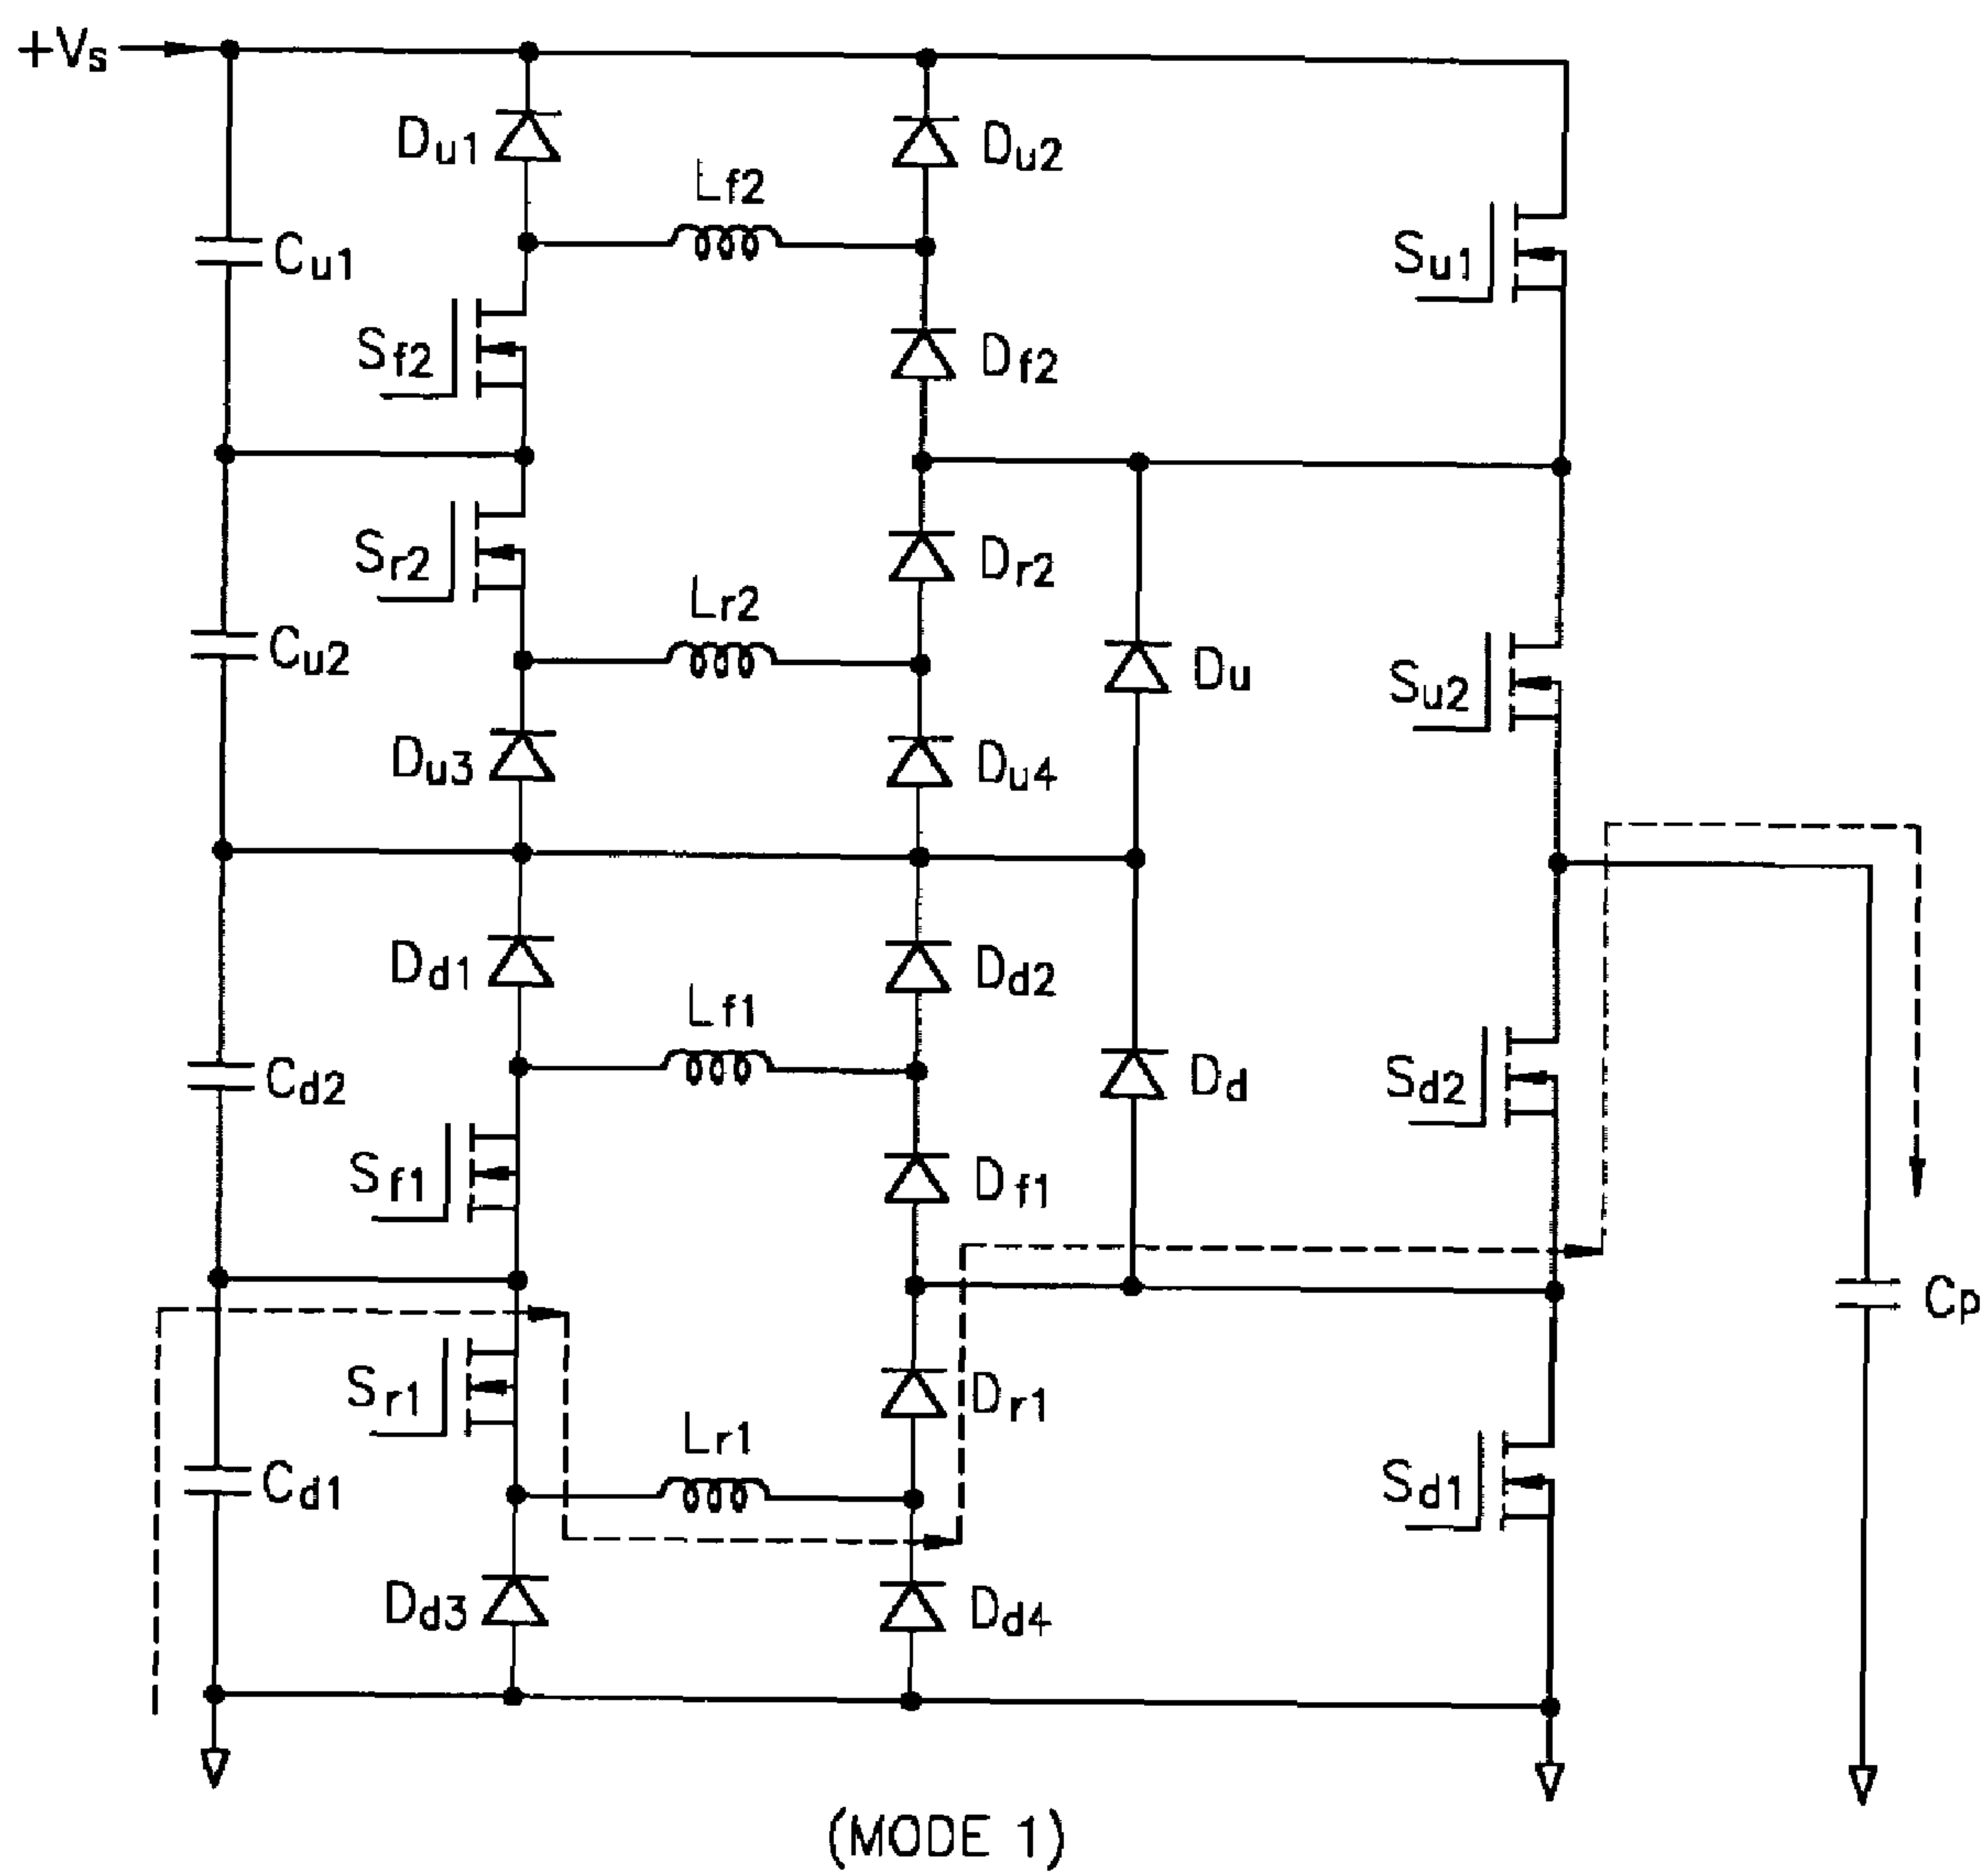 +Vs
Du1
Du2
Lf2
Cu1
Su1
Sf2
Df2
Sr2
Dr2
Lr2
Cu2
Du
Su2
Du3
Du4
Dd1
Dd2
Lf1
Cd2
Dd
Sd2
Sf1
Df1
Cp
Sr1
Dr1
Lr1
Cd1
Sd1
Dd3
Dd4
(MODE 1)